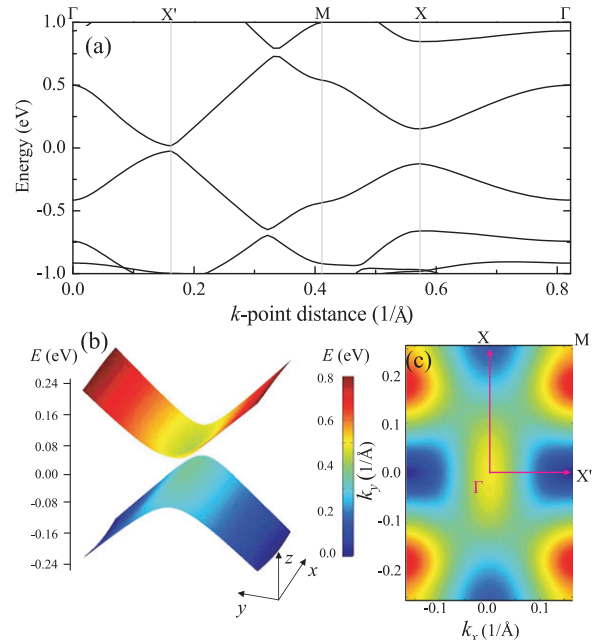 Γ X' M X Γ
(a)
1.0
0.5
0.0
-0.5
-1.0
Energy (eV)
0.0 0.2 0.4 0.6 0.8
k-point distance (1/Å)
(b)
E (eV)
0.24
0.16
0.08
0.00
-0.08
-0.16
-0.24
z
x
y
E (eV)
0.8
0.6
0.4
0.2
0.0
(c)
X M
0.2
0.1
0.0
-0.1
-0.2
k_y (1/Å)
Γ
X'
-0.1 0.0 0.1
k_x (1/Å)